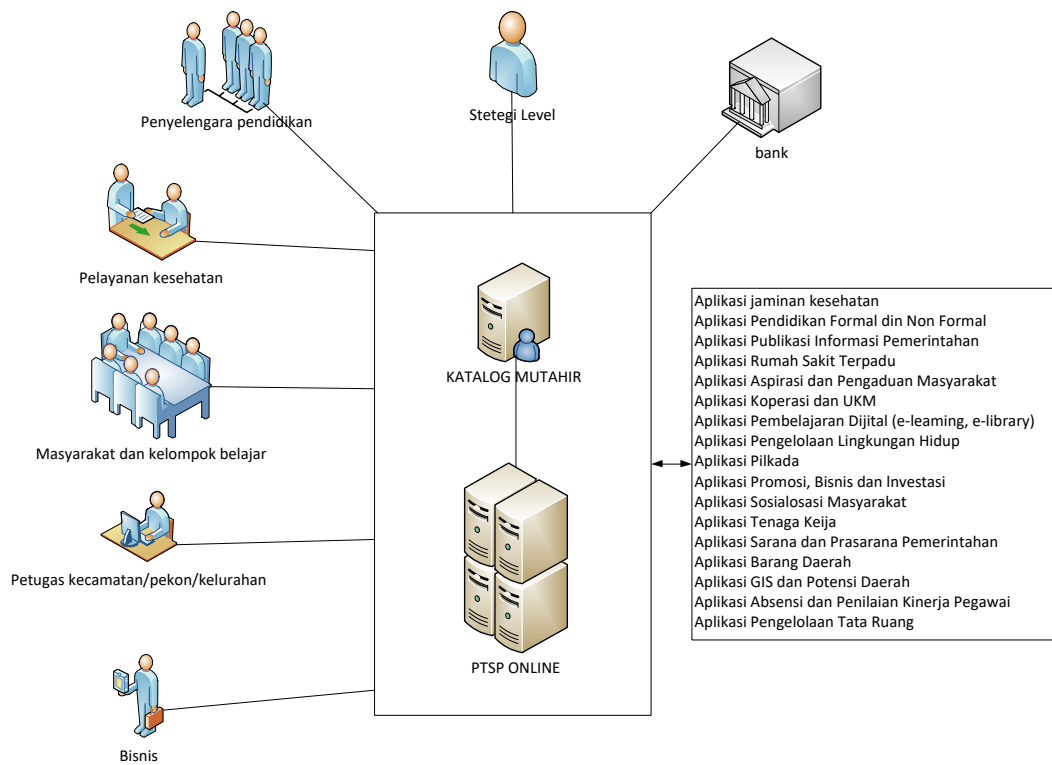 Penyelengara pendidikan
Stetegi Level
bank
Pelayanan kesehatan
Masyarakat dan kelompok belajar
Petugas kecamatan/pekon/kelurahan
Bisnis
KATALOG MUTAHIR
PTSP ONLINE
Aplikasi jaminan kesehatan
Aplikasi Pendidikan Formal din Non Formal
Aplikasi Publikasi Informasi Pemerintahan
Aplikasi Rumah Sakit Terpadu
Aplikasi Aspirasi dan Pengaduan Masyarakat
Aplikasi Koperasi dan UKM
Aplikasi Pembelajaran Dijital (e-leaming, e-library)
Aplikasi Pengelolaan Lingkungan Hidup
Aplikasi Pilkada
Aplikasi Promosi, Bisnis dan lnvestasi
Aplikasi Sosialosasi Masyarakat
Aplikasi Tenaga Keija
Aplikasi Sarana dan Prasarana Pemerintahan
Aplikasi Barang Daerah
Aplikasi GIS dan Potensi Daerah
Aplikasi Absensi dan Penilaian Kinerja Pegawai
Aplikasi Pengelolaan Tata Ruang